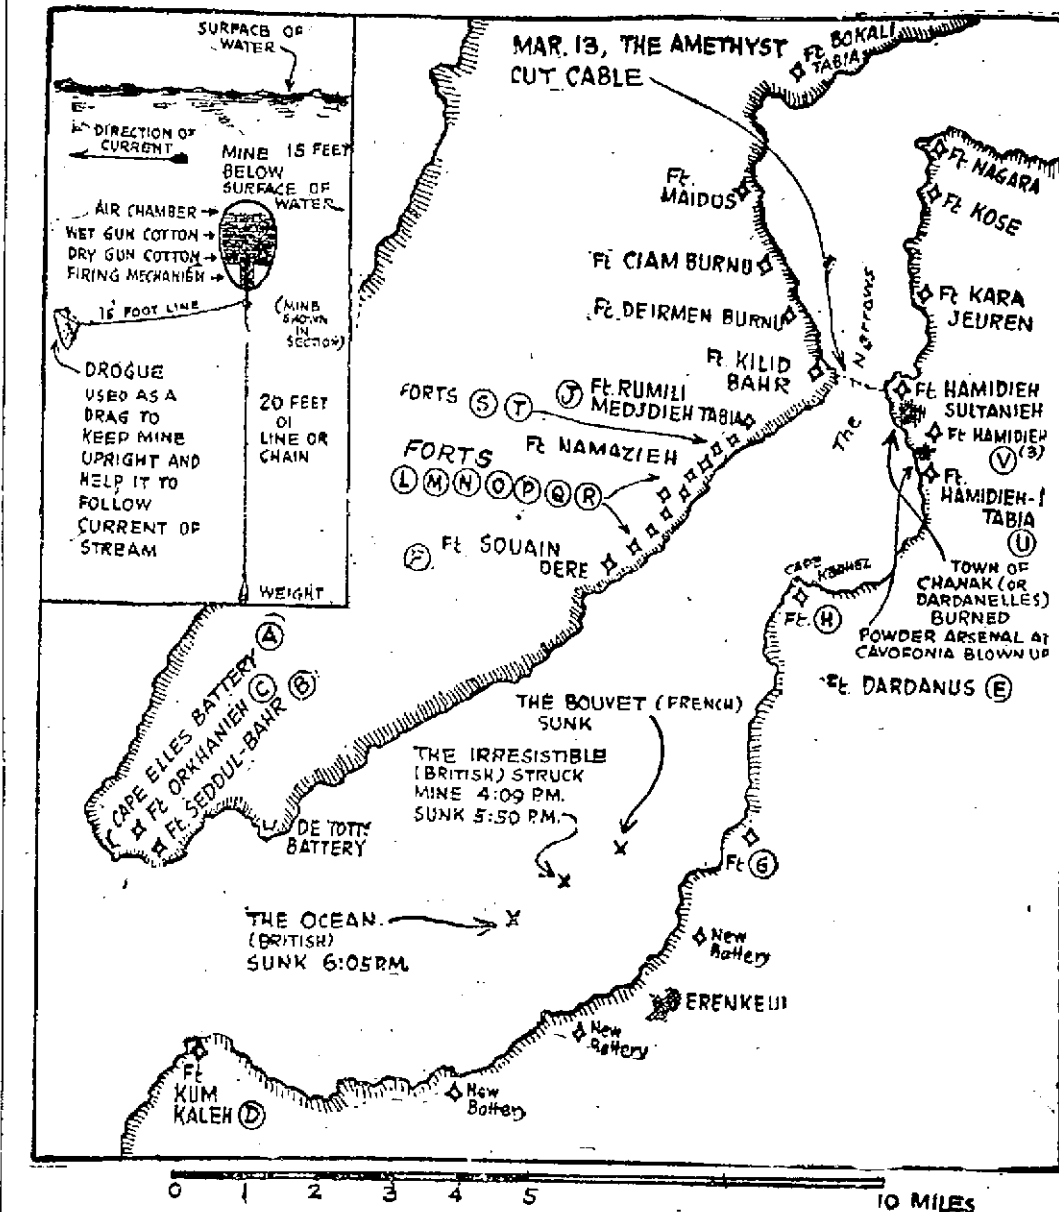 SURFACE OF
WATER
DIRECTION OF
CURRENT
MINE 15 FEET
BELOW
SURFACE OF
WATER
AIR CHAMBER
WET GUN COTTON
DRY GUN COTTON
FIRING MECHANISM
15 FOOT LINE
(MINE
SHOWN
IN
SECTION)
DROGUE
USED AS A
DRAG TO
KEEP MINE
UPRIGHT AND
HELP IT TO
FOLLOW
CURRENT OF
STREAM
20 FEET
OF
LINE OR
CHAIN
WEIGHT
MAR. 13, THE AMETHYST
CUT CABLE
Ft BOKALI
TABIA
Ft NAGARA
Ft KOSE
Ft.
MAIDOS
Ft CIAM BURNU
Ft KARA
JEUREN
Ft. DEIRMEN BURNU
The Narrows
Ft KILID
BAHR
Ft HAMIDIEH
SULTANIEH
Ft HAMIDIEH
(3)
V
Ft.
HAMIDIEH-I
TABIA
U
FORTS S T
J Ft. RUMILI
MEDJDIEH TABIA
Ft NAMAZIEH
FORTS
L M N O P Q R
F Ft. SOUAIN
DERE
TOWN OF
CHANAK (OR
DARDANELLES)
BURNED
CAPE
Ft. H
POWDER ARSENAL AT
CAVOFONIA BLOWN UP
Ft. DARDANUS E
CAPE ELLES BATTERY A
Ft ORKHANIEH C
Ft. SEDDUL-BAHR B
DE TOTT
BATTERY
THE BOUVET (FRENCH)
SUNK
THE IRRESISTIBLE
(BRITISH) STRUCK
MINE 4:09 P.M.
SUNK 5:50 P.M.
THE OCEAN.
(BRITISH)
SUNK 6:05 P.M.
Ft G
New
Battery
ERENKEUI
New
Battery
New
Battery
Ft
KUM
KALEH D
0 1 2 3 4 5 10 MILES